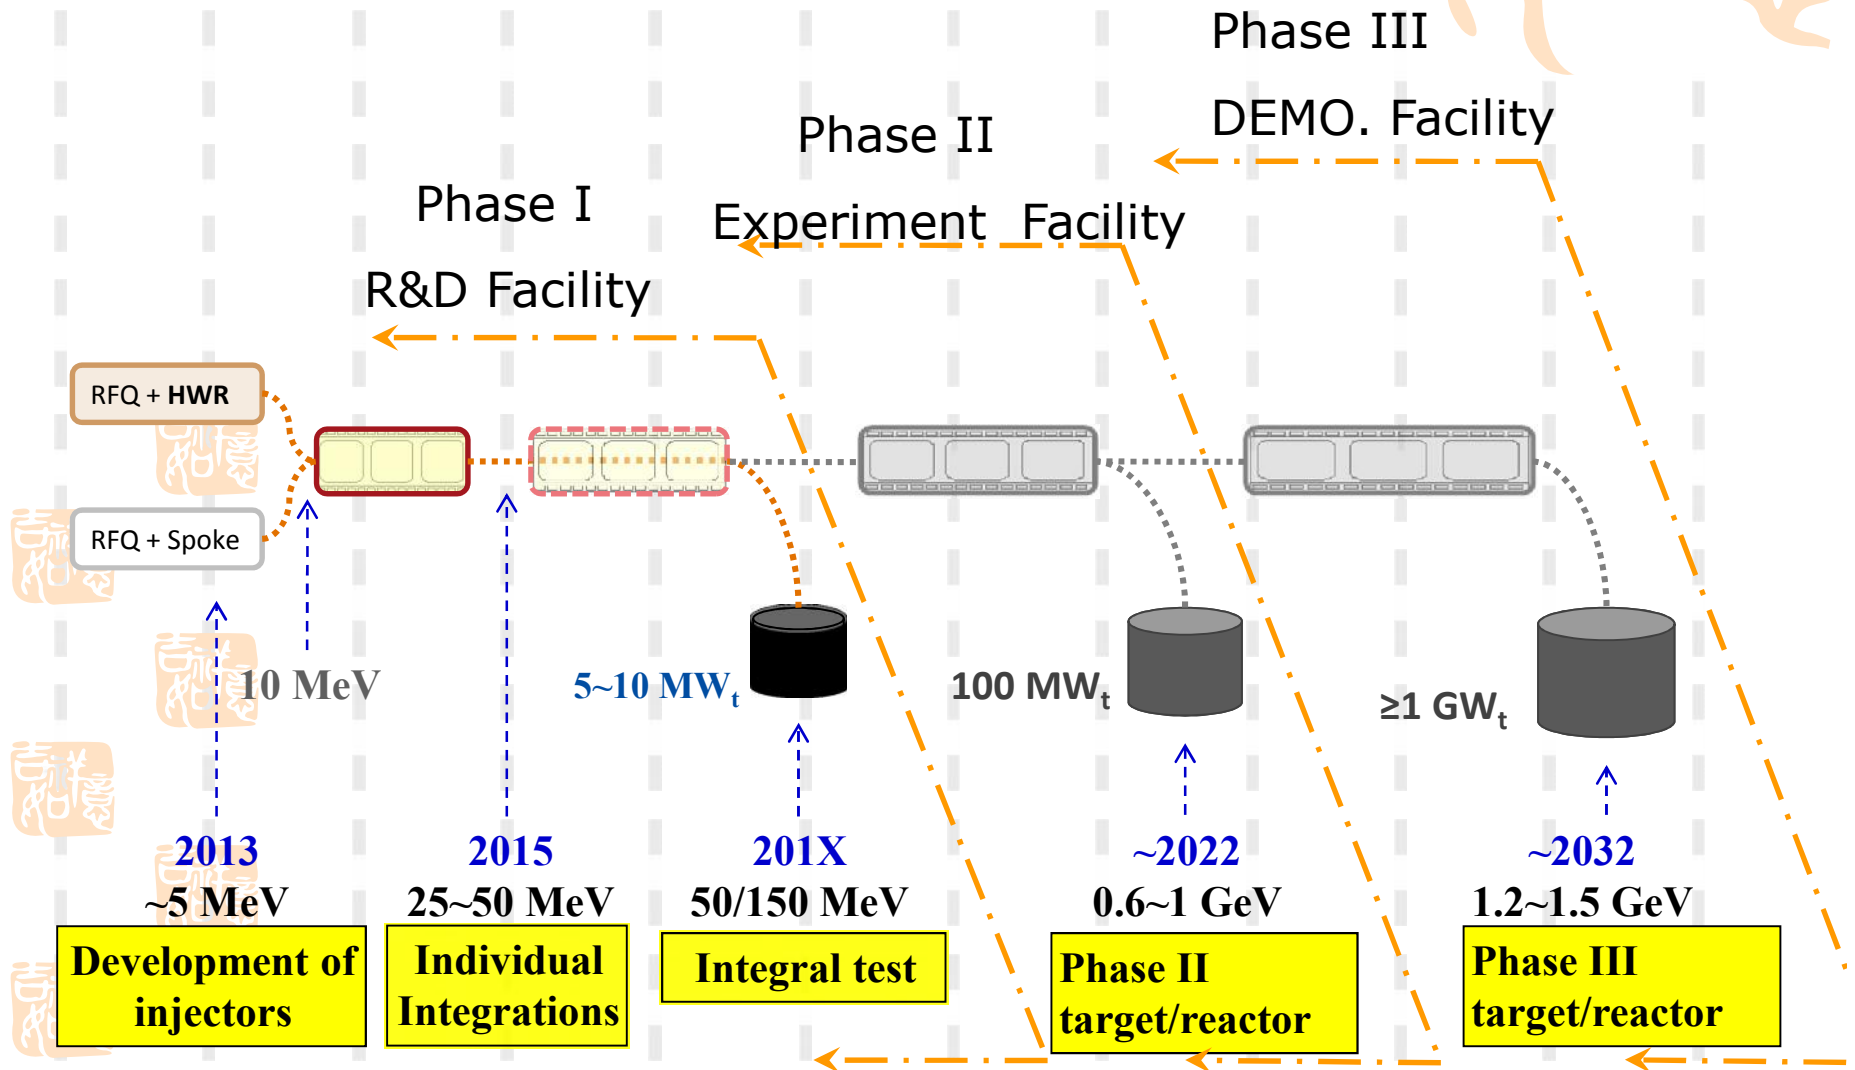 Phase III
DEMO. Facility
Phase II
Experiment Facility
Phase I
R&D Facility
RFQ + HWR
RFQ + Spoke
10 MeV
5~10 MWt
100 MWt
≥1 GWt
2013
~5 MeV
Development of
injectors
2015
25~50 MeV
Individual
Integrations
201X
50/150 MeV
Integral test
~2022
0.6~1 GeV
Phase II
target/reactor
~2032
1.2~1.5 GeV
Phase III
target/reactor